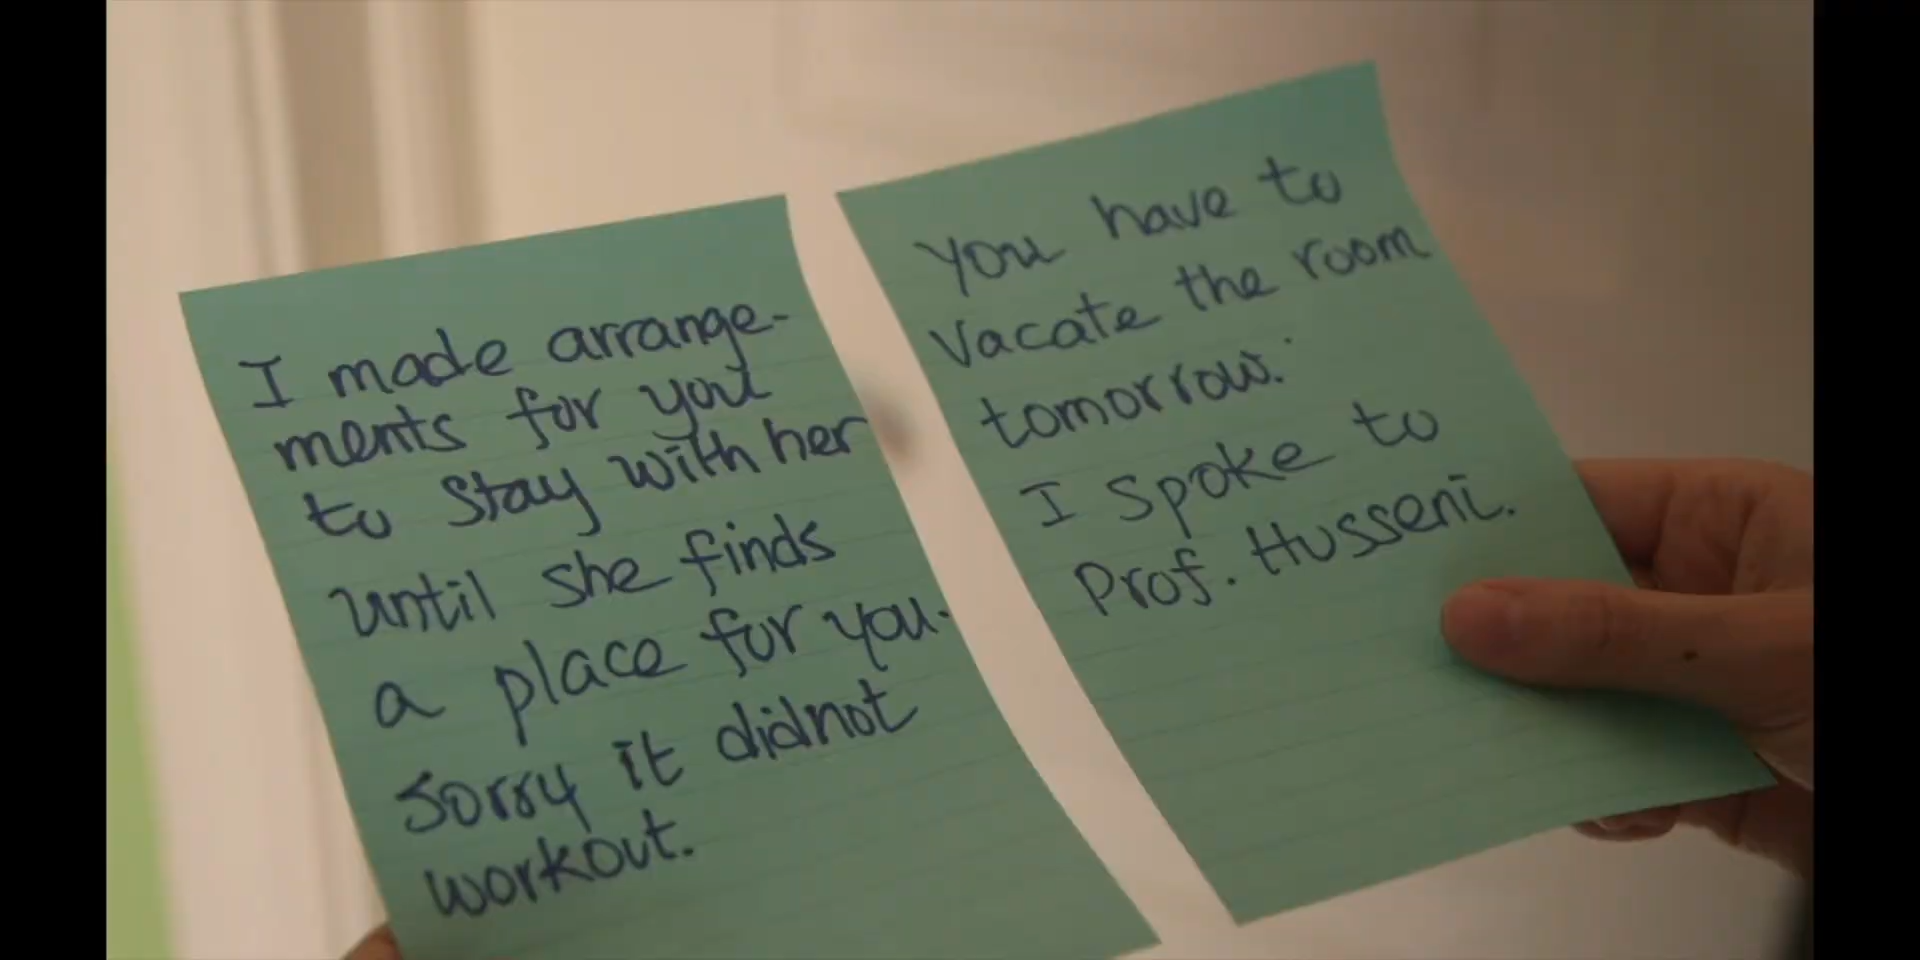 I made arrange-
ments for you
to stay with her
until she finds
a place for you.
Sorry it didnot
workout.
You have to
Vacate the room
tomorrow.
I Spoke to
Prof. Husseni.